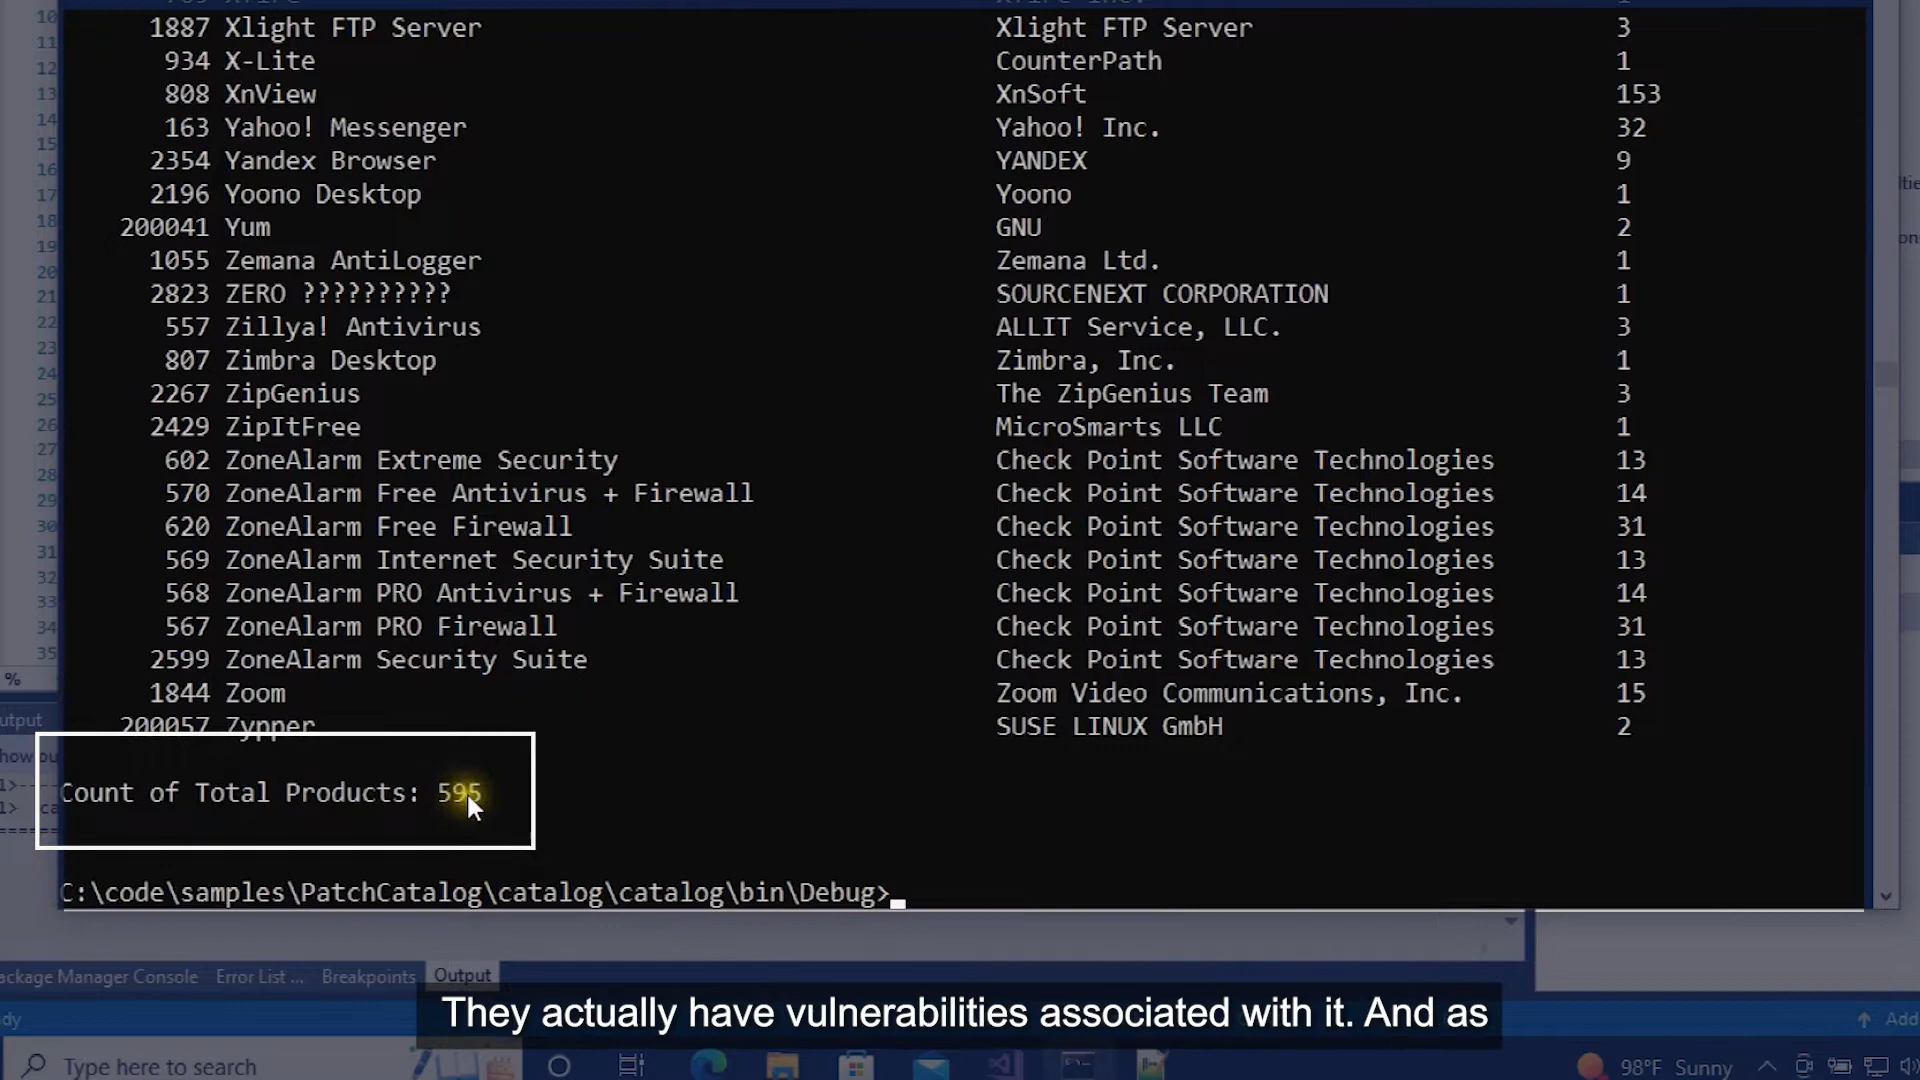 1887 Xlight FTP Server Xlight FTP Server 3
934 X-Lite CounterPath 1
808 XnView XnSoft 153
163 Yahoo! Messenger Yahoo! Inc. 32
2354 Yandex Browser YANDEX 9
2196 Yoono Desktop Yoono 1
200041 Yum GNU 2
1055 Zemana AntiLogger Zemana Ltd. 1
2823 ZERO ?????????? SOURCENEXT CORPORATION 1
557 Zillya! Antivirus ALLIT Service, LLC. 3
807 Zimbra Desktop Zimbra, Inc. 1
2267 ZipGenius The ZipGenius Team 3
2429 ZipItFree MicroSmarts LLC 1
602 ZoneAlarm Extreme Security Check Point Software Technologies 13
570 ZoneAlarm Free Antivirus + Firewall Check Point Software Technologies 14
620 ZoneAlarm Free Firewall Check Point Software Technologies 31
569 ZoneAlarm Internet Security Suite Check Point Software Technologies 13
568 ZoneAlarm PRO Antivirus + Firewall Check Point Software Technologies 14
567 ZoneAlarm PRO Firewall Check Point Software Technologies 31
2599 ZoneAlarm Security Suite Check Point Software Technologies 13
1844 Zoom Zoom Video Communications, Inc. 15
200057 Zypper SUSE LINUX GmbH 2
Count of Total Products: 595
C:\code\samples\PatchCatalog\catalog\catalog\bin\Debug>
ackage Manager Console Error List ... Breakpoints Output
They actually have vulnerabilities associated with it. And as
Type here to search 98°F Sunny